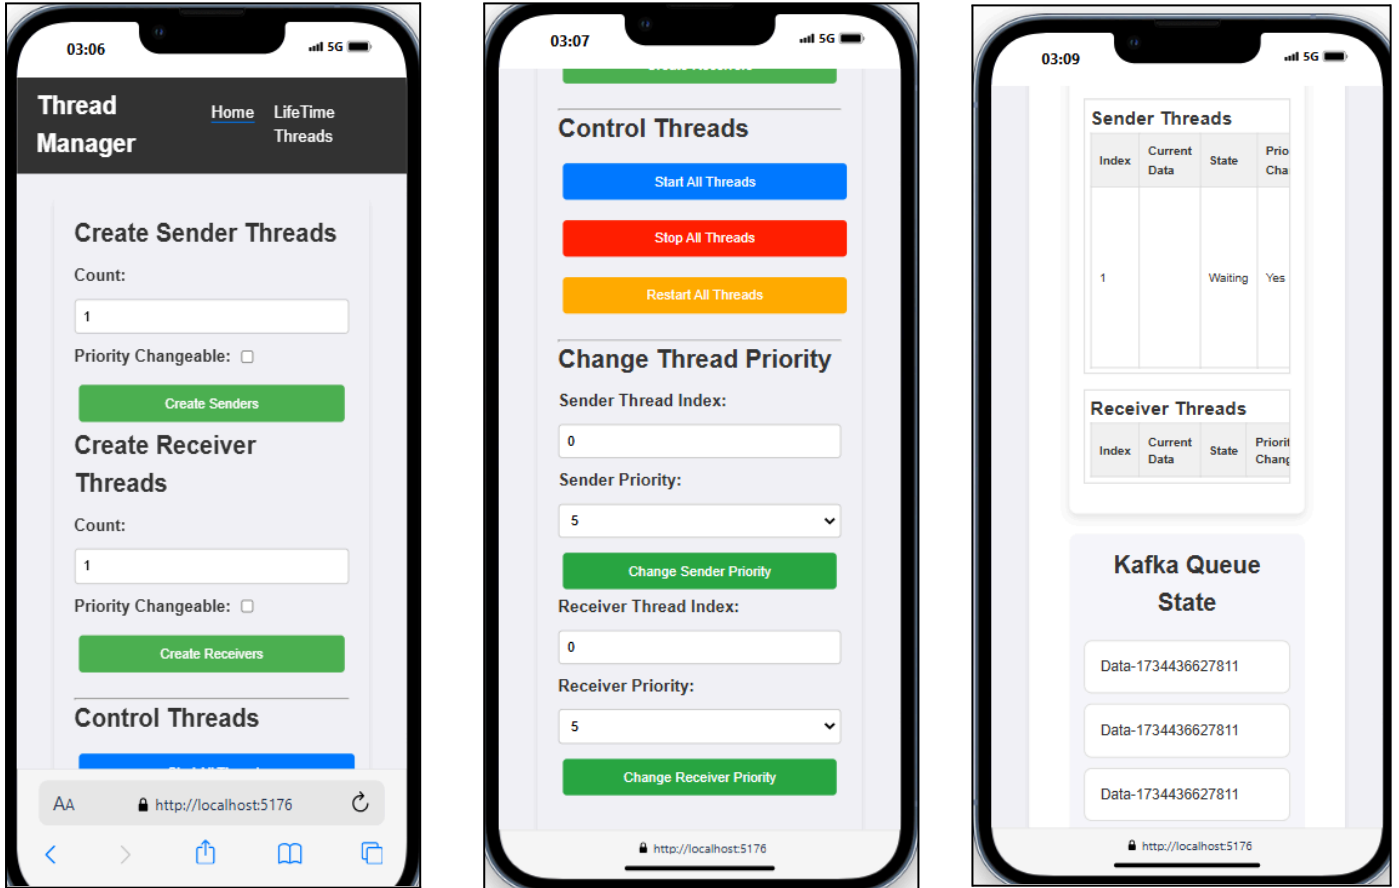 03:06
5G
Thread
Manager
Home
LifeTime
Threads
Create Sender Threads
Count:
1
Priority Changeable:
Create Senders
Create Receiver
Threads
Count:
1
Priority Changeable:
Create Receivers
Control Threads
AA
http://localhost:5176
03:07
5G
Control Threads
Start All Threads
Stop All Threads
Restart All Threads
Change Thread Priority
Sender Thread Index:
0
Sender Priority:
5
Change Sender Priority
Receiver Thread Index:
0
Receiver Priority:
5
Change Receiver Priority
http://localhost:5176
03:09
5G
Sender Threads
Index
Current
Data
State
Prio
Cha
1
Waiting
Yes
Receiver Threads
Index
Current
Data
State
Priorit
Chang
Kafka Queue
State
Data-1734436627811
Data-1734436627811
Data-1734436627811
http://localhost:5176